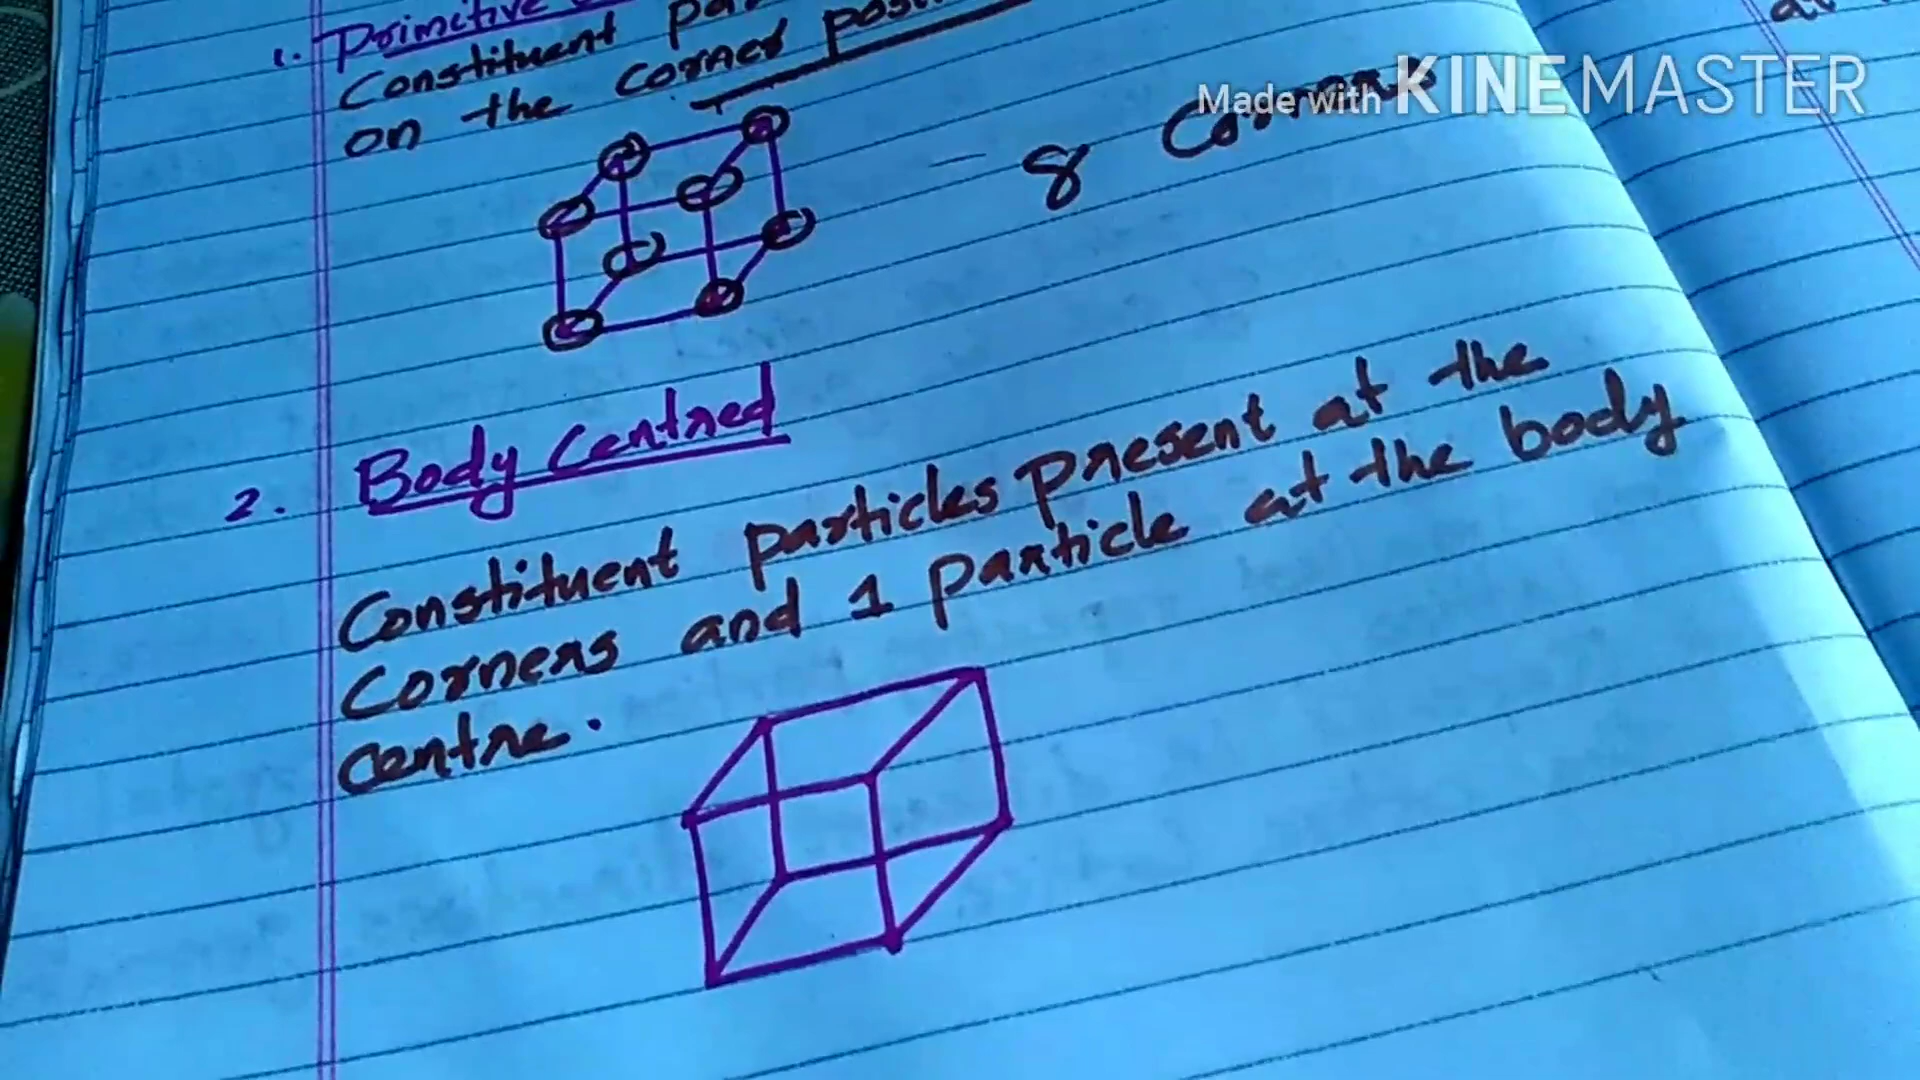 1. Primitive
Constituent
on the corner
8 Corners
Made with KINEMASTER
2. Body Centred
Constituent particles present at the
Corners and 1 particle at the body
centre.